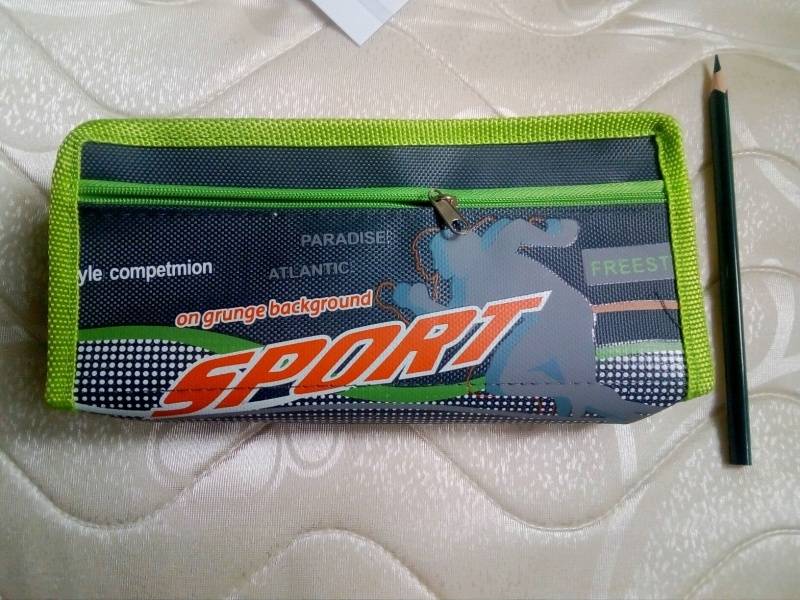 PARADISE!
ATLANTIC!
yle competmion
FREEST
on grunge background
SPORT